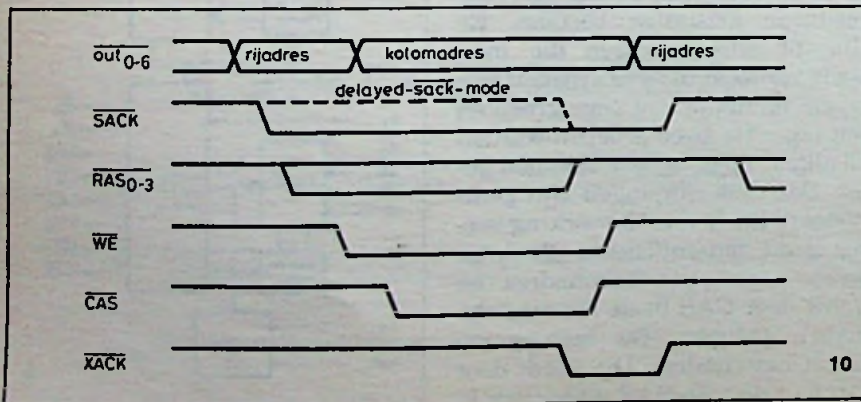 out0-6 rijadres kolomadres rijadres
delayed-sack-mode
SACK
RAS0-3
WE
CAS
XACK
10